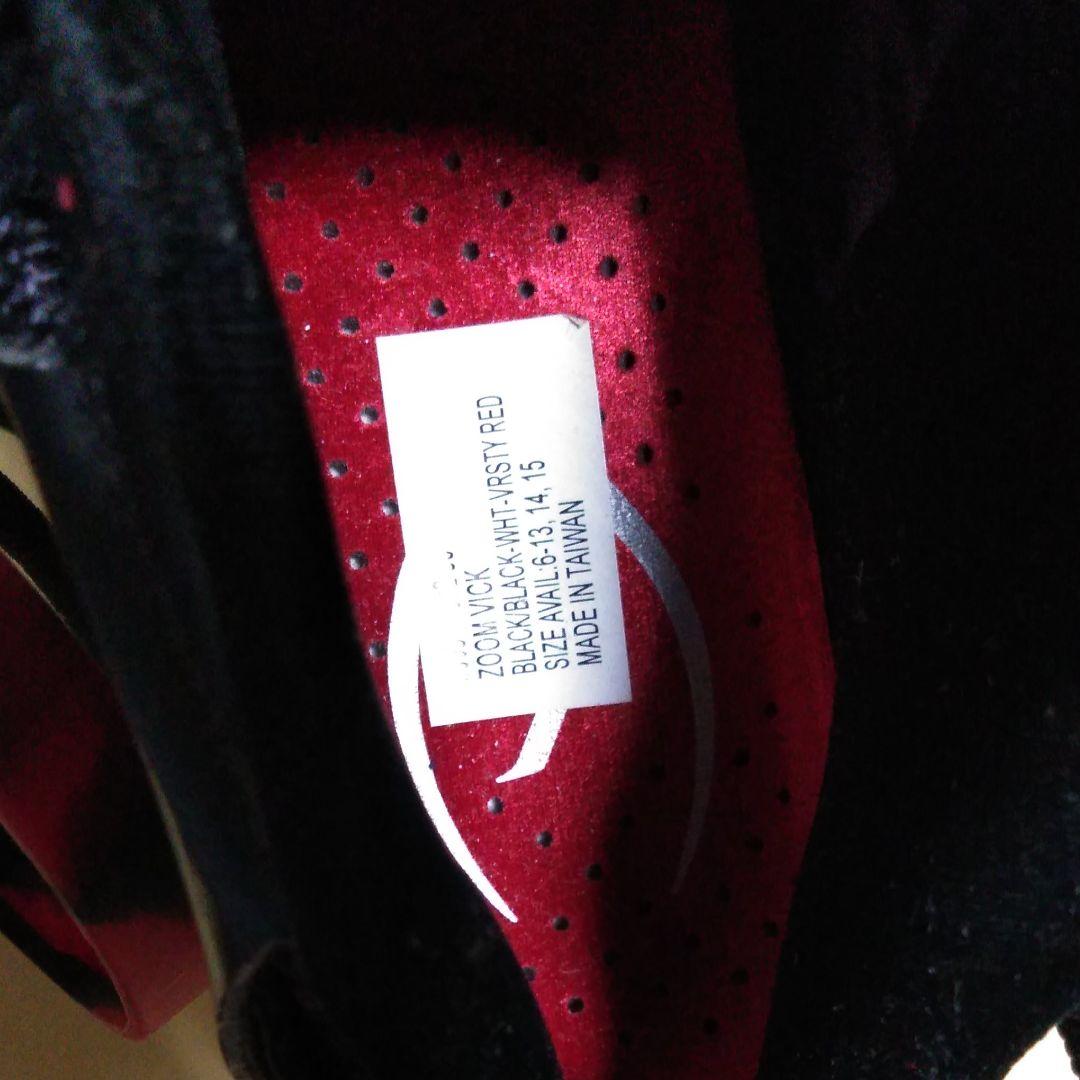 ZOOM VICK
BLACK/BLACK-WHT-VRSTY RED
SIZE AVAIL:6-13, 14, 15
MADE IN TAIWAN